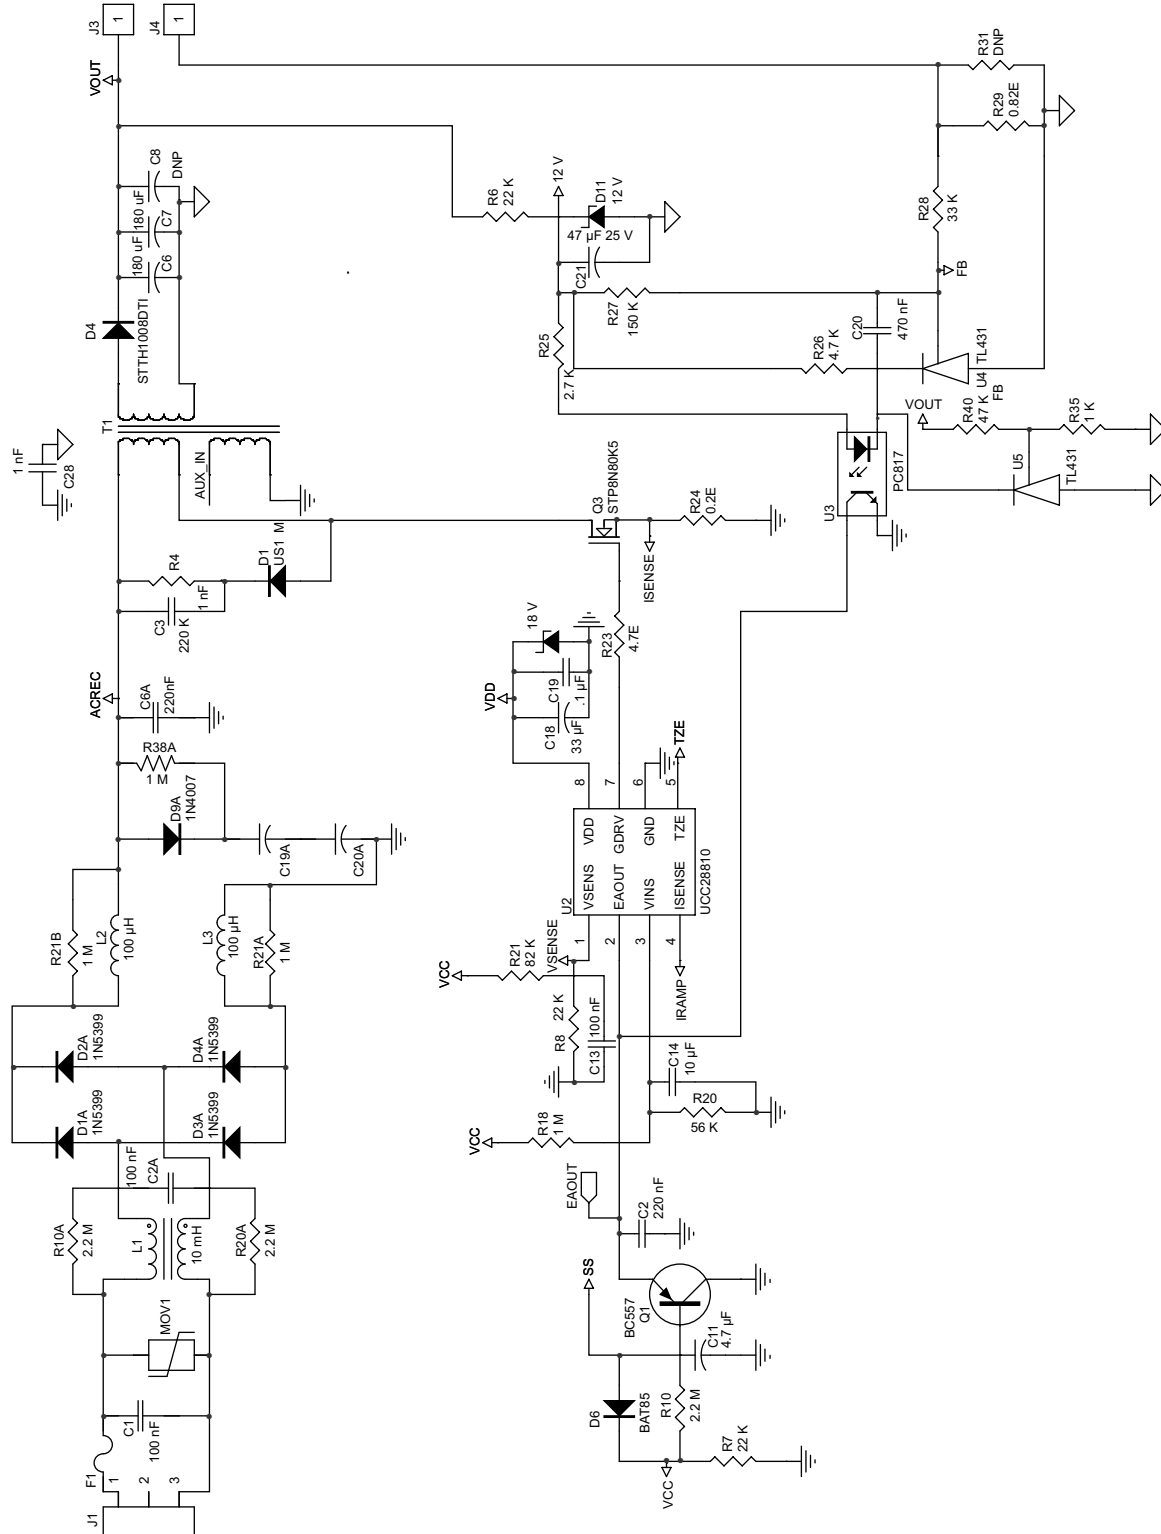 J1
1
2
3
F1
C1
100 nF
MOV1
R10A
2.2 M
L1
10 mH
R20A
2.2 M
100 nF
C2A
D1A
1N5399
D3A
1N5399
D2A
1N5399
D4A
1N5399
R21B
1 M
L2
100 µH
L3
100 µH
R21A
1 M
D9A
1N4007
C19A
C20A
R38A
1 M
ACREC
C6A
220nF
C3
220 K
R4
1 nF
D1
US1 M
1 nF
C28
T1
AUX_IN
D4
STTH1008DTI
180 uF
C6
180 uF
C7
C8
DNP
VOUT
J3
1
J4
1
VCC
D6
BAT85
R10
2.2 M
R7
22 K
SS
BC557
Q1
C11
4.7 µF
EAOUT
C2
220 nF
VCC
R18
1 M
R20
56 K
C14
10 µF
R8
22 K
C13
100 nF
VCC
R21
82 K
VSENSE
IRAMP
U2
1
2
3
4
VSENS
EAOUT
VINS
ISENSE
VDD
GDRV
GND
TZE
UCC28810
8
7
6
5
TZE
VDD
C18
33 µF
C19
.1 µF
18 V
R23
4.7E
Q3
STP8N80K5
ISENSE
R24
0.2E
U3
PC817
R25
2.7 K
R6
22 K
12 V
D11
12 V
47 µF 25 V
C21
R27
150 K
R26
4.7 K
C20
470 nF
U4
TL431
FB
FB
R28
33 K
R29
0.82E
R31
DNP
VOUT
R40
47 K
R35
1 K
U5
TL431